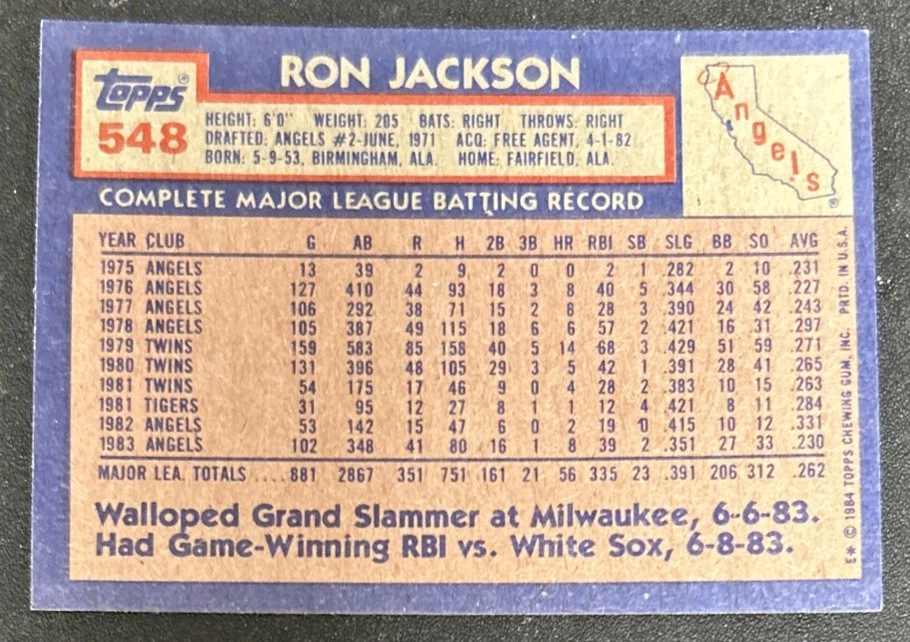 RON JACKSON
Topps®
548
HEIGHT: 6'0" WEIGHT: 205 BATS: RIGHT THROWS: RIGHT
DRAFTED: ANGELS #2-JUNE, 1971 ACQ: FREE AGENT, 4-1-82
BORN: 5-9-53, BIRMINGHAM, ALA. HOME: FAIRFIELD, ALA.
Angels ®
COMPLETE MAJOR LEAGUE BATTING RECORD
YEAR CLUB G AB R H 2B 3B HR RBI SB SLG BB SO AVG
1975 ANGELS 13 39 2 9 2 0 0 2 1 .282 2 10 .231
1976 ANGELS 127 410 44 93 18 3 8 40 5 .344 30 58 .227
1977 ANGELS 106 292 38 71 15 2 8 28 3 .390 24 42 .243
1978 ANGELS 105 387 49 115 18 6 6 57 2 .421 16 31 .297
1979 TWINS 159 583 85 158 40 5 14 68 3 .429 51 59 .271
1980 TWINS 131 396 48 105 29 3 5 42 1 .391 28 41 .265
1981 TWINS 54 175 17 46 9 0 4 28 2 .383 10 15 .263
1981 TIGERS 31 95 12 27 8 1 1 12 4 .421 8 11 .284
1982 ANGELS 53 142 15 47 6 0 2 19 0 .415 10 12 .331
1983 ANGELS 102 348 41 80 16 1 8 39 2 .351 27 33 .230
MAJOR LEA. TOTALS ....881 2867 351 751 161 21 56 335 23 .391 206 312 .262
Walloped Grand Slammer at Milwaukee, 6-6-83.
Had Game-Winning RBI vs. White Sox, 6-8-83.
E* © 1984 TOPPS CHEWING GUM, INC. PRTD. IN U.S.A.